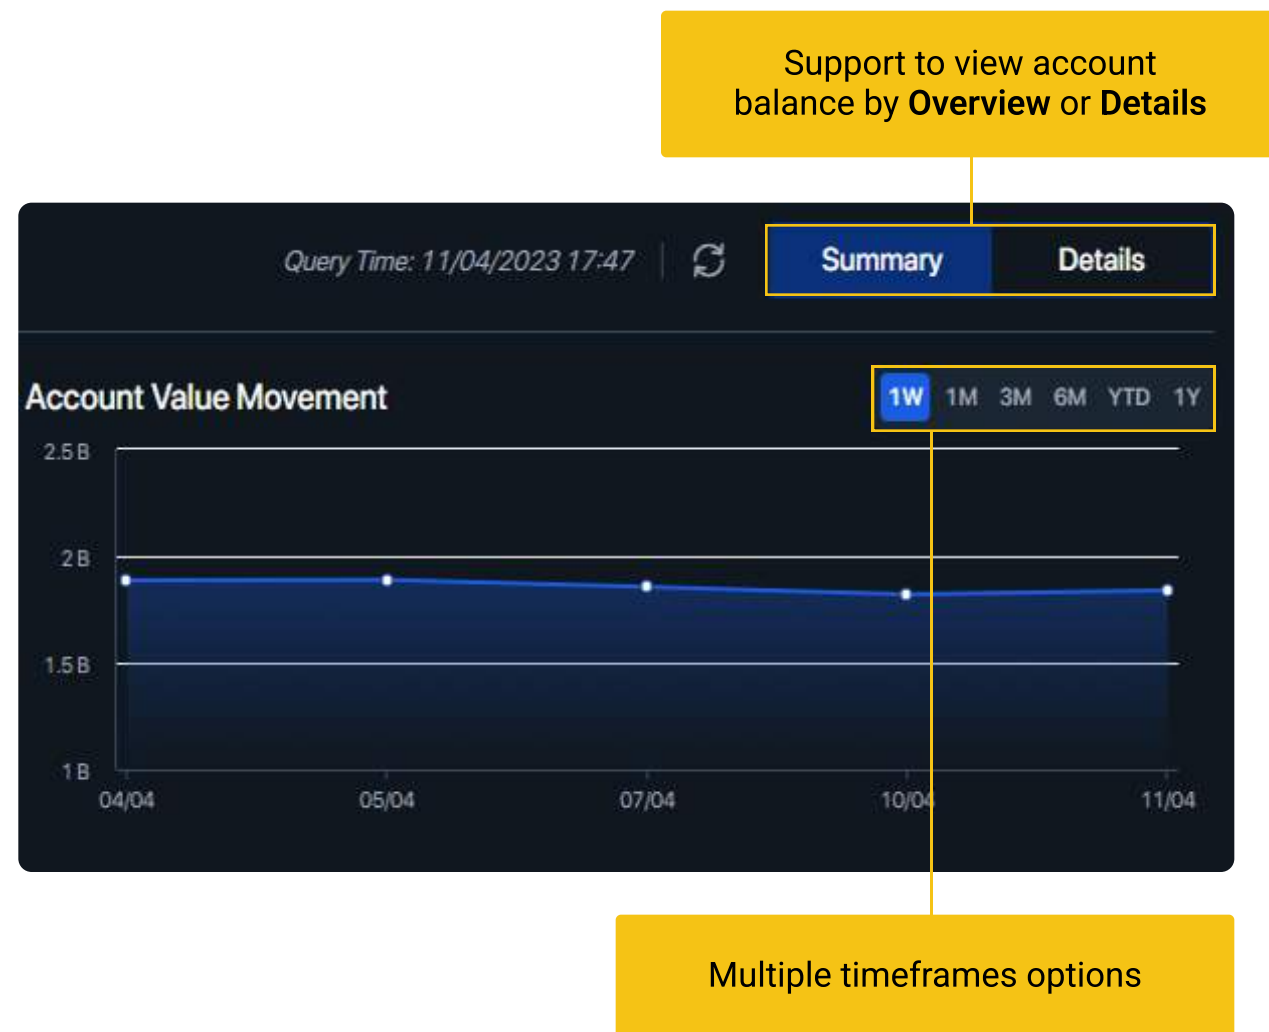 Support to view account
balance by Overview or Details
Query Time: 11/04/2023 17:47
Summary
Details
Account Value Movement
1W 1M 3M 6M YTD 1Y
2.5 B
2 B
1.5 B
1 B
04/04 05/04 07/04 10/04 11/04
Multiple timeframes options